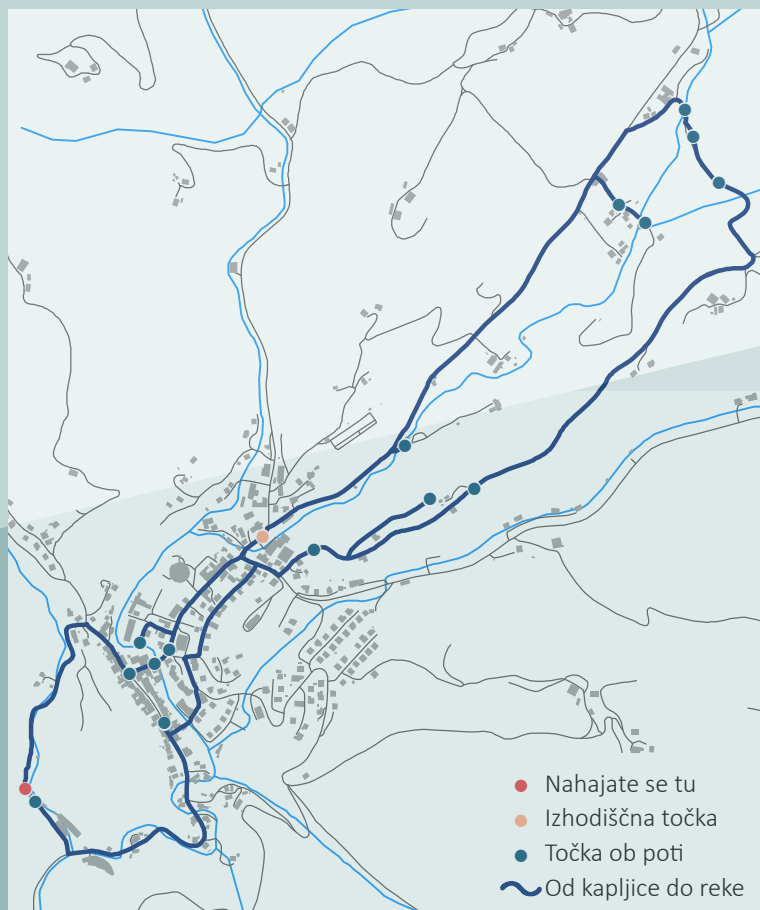 Nahajate se tu
Izhodiščna točka
Točka ob poti
Od kapljice do reke